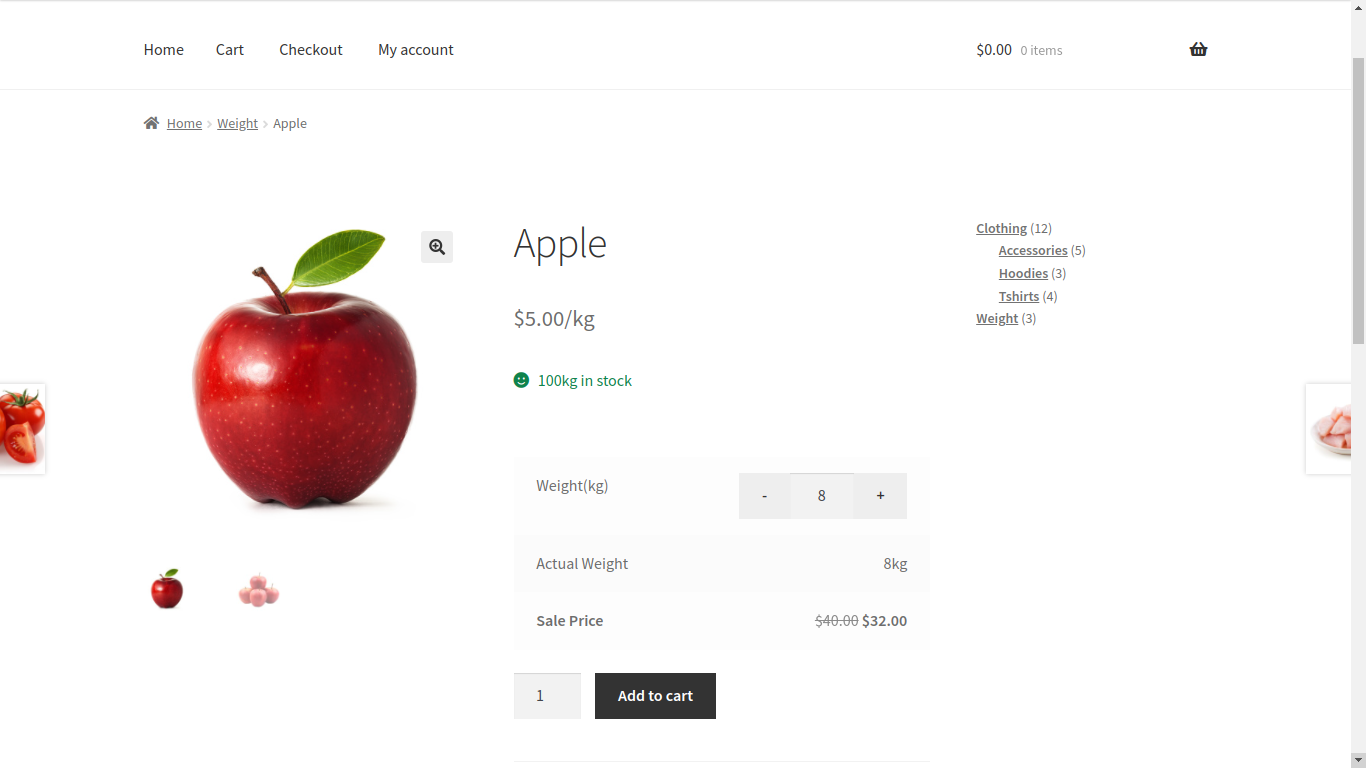 Home Cart Checkout My account $0.00 0 items
Home > Weight > Apple
Apple
$5.00/kg
100kg in stock
Weight(kg) - 8 +
Actual Weight 8kg
Sale Price $40.00 $32.00
1 Add to cart
Clothing (12)
Accessories (5)
Hoodies (3)
Tshirts (4)
Weight (3)